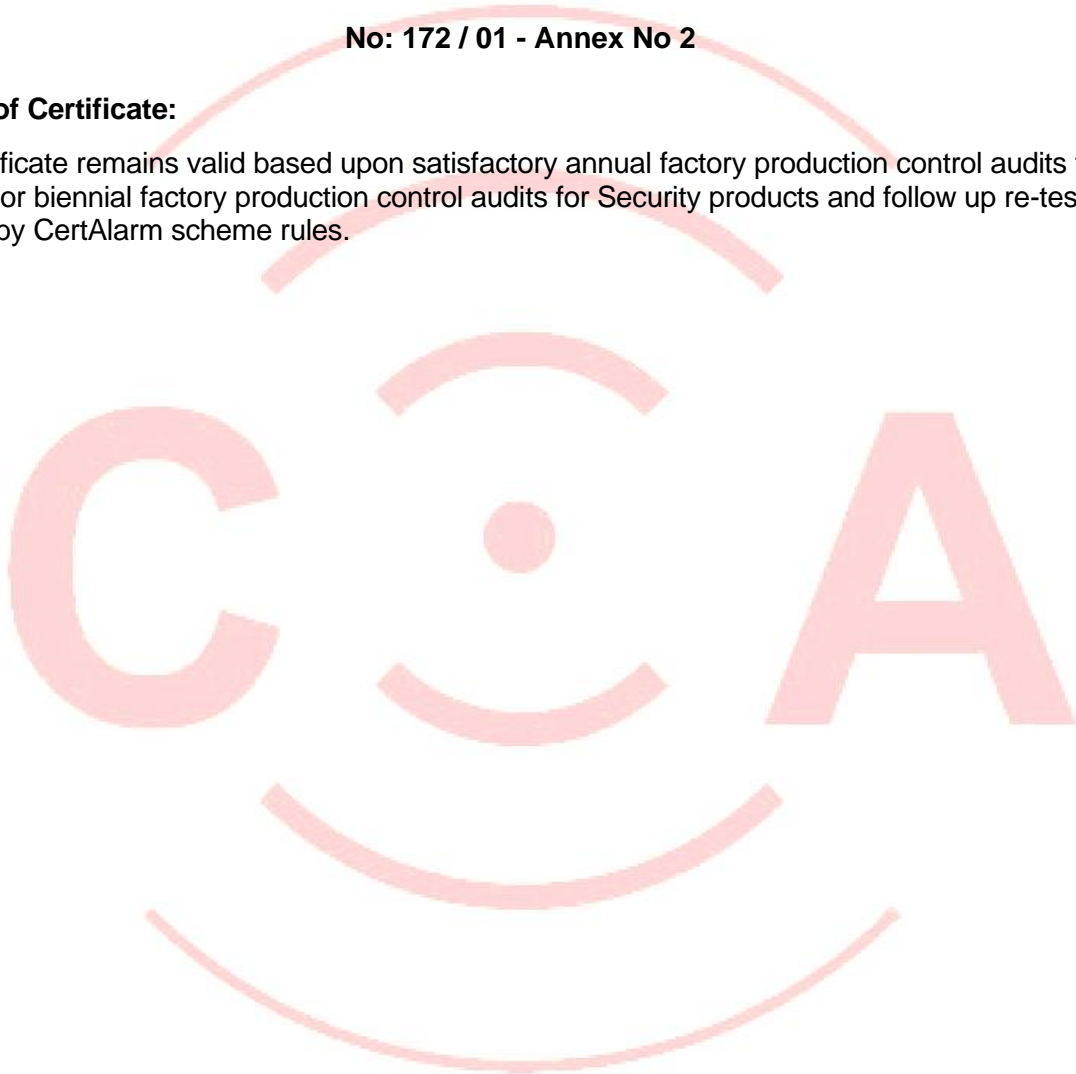 No: 172 / 01 - Annex No 2
of Certificate:
ficate remains valid based upon satisfactory annual factory production control audits
or biennial factory production control audits for Security products and follow up re-tes
by CertAlarm scheme rules.
C A